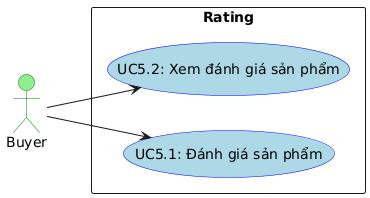 Rating
UC5.2: Xem đánh giá sản phẩm
Buyer
UC5.1: Đánh giá sản phẩm